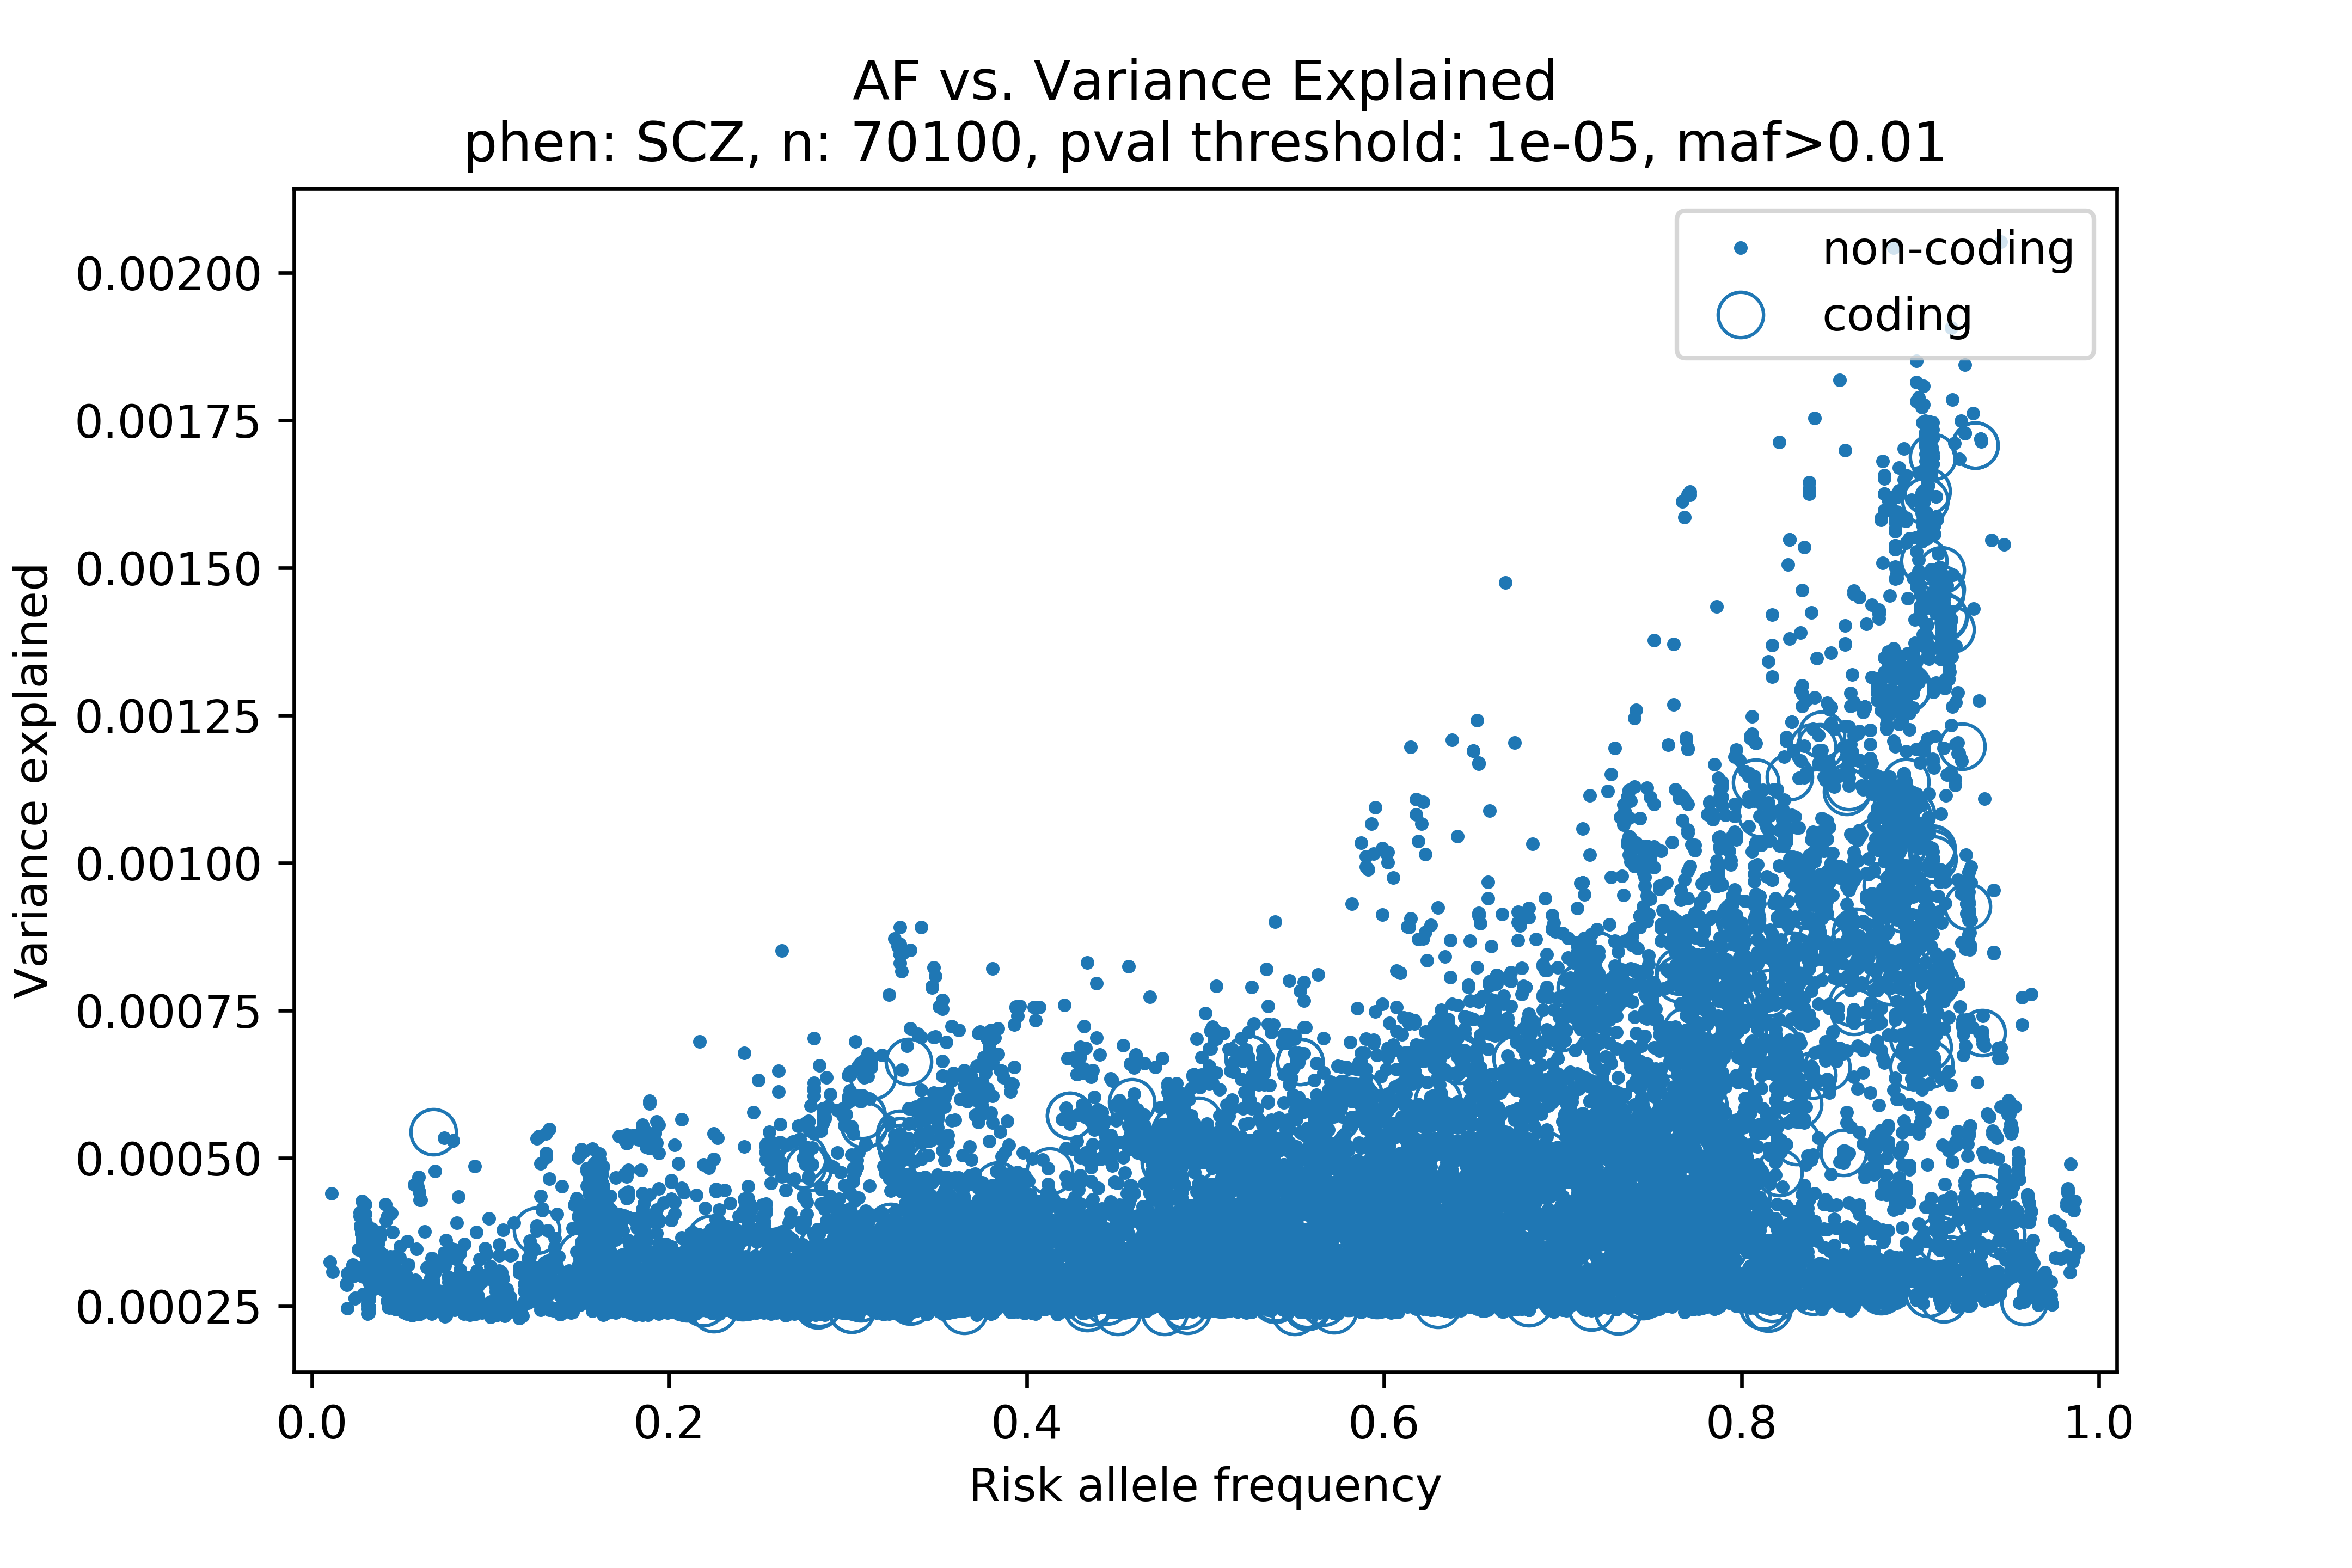 AF vs. Variance Explained
phen: SCZ, n: 70100, pval threshold: 1e-05, maf>0.01
non-coding
coding
0.00200
0.00175
0.00150
0.00125
0.00100
0.00075
0.00050
0.00025
Variance explained
0.0 0.2 0.4 0.6 0.8 1.0
Risk allele frequency